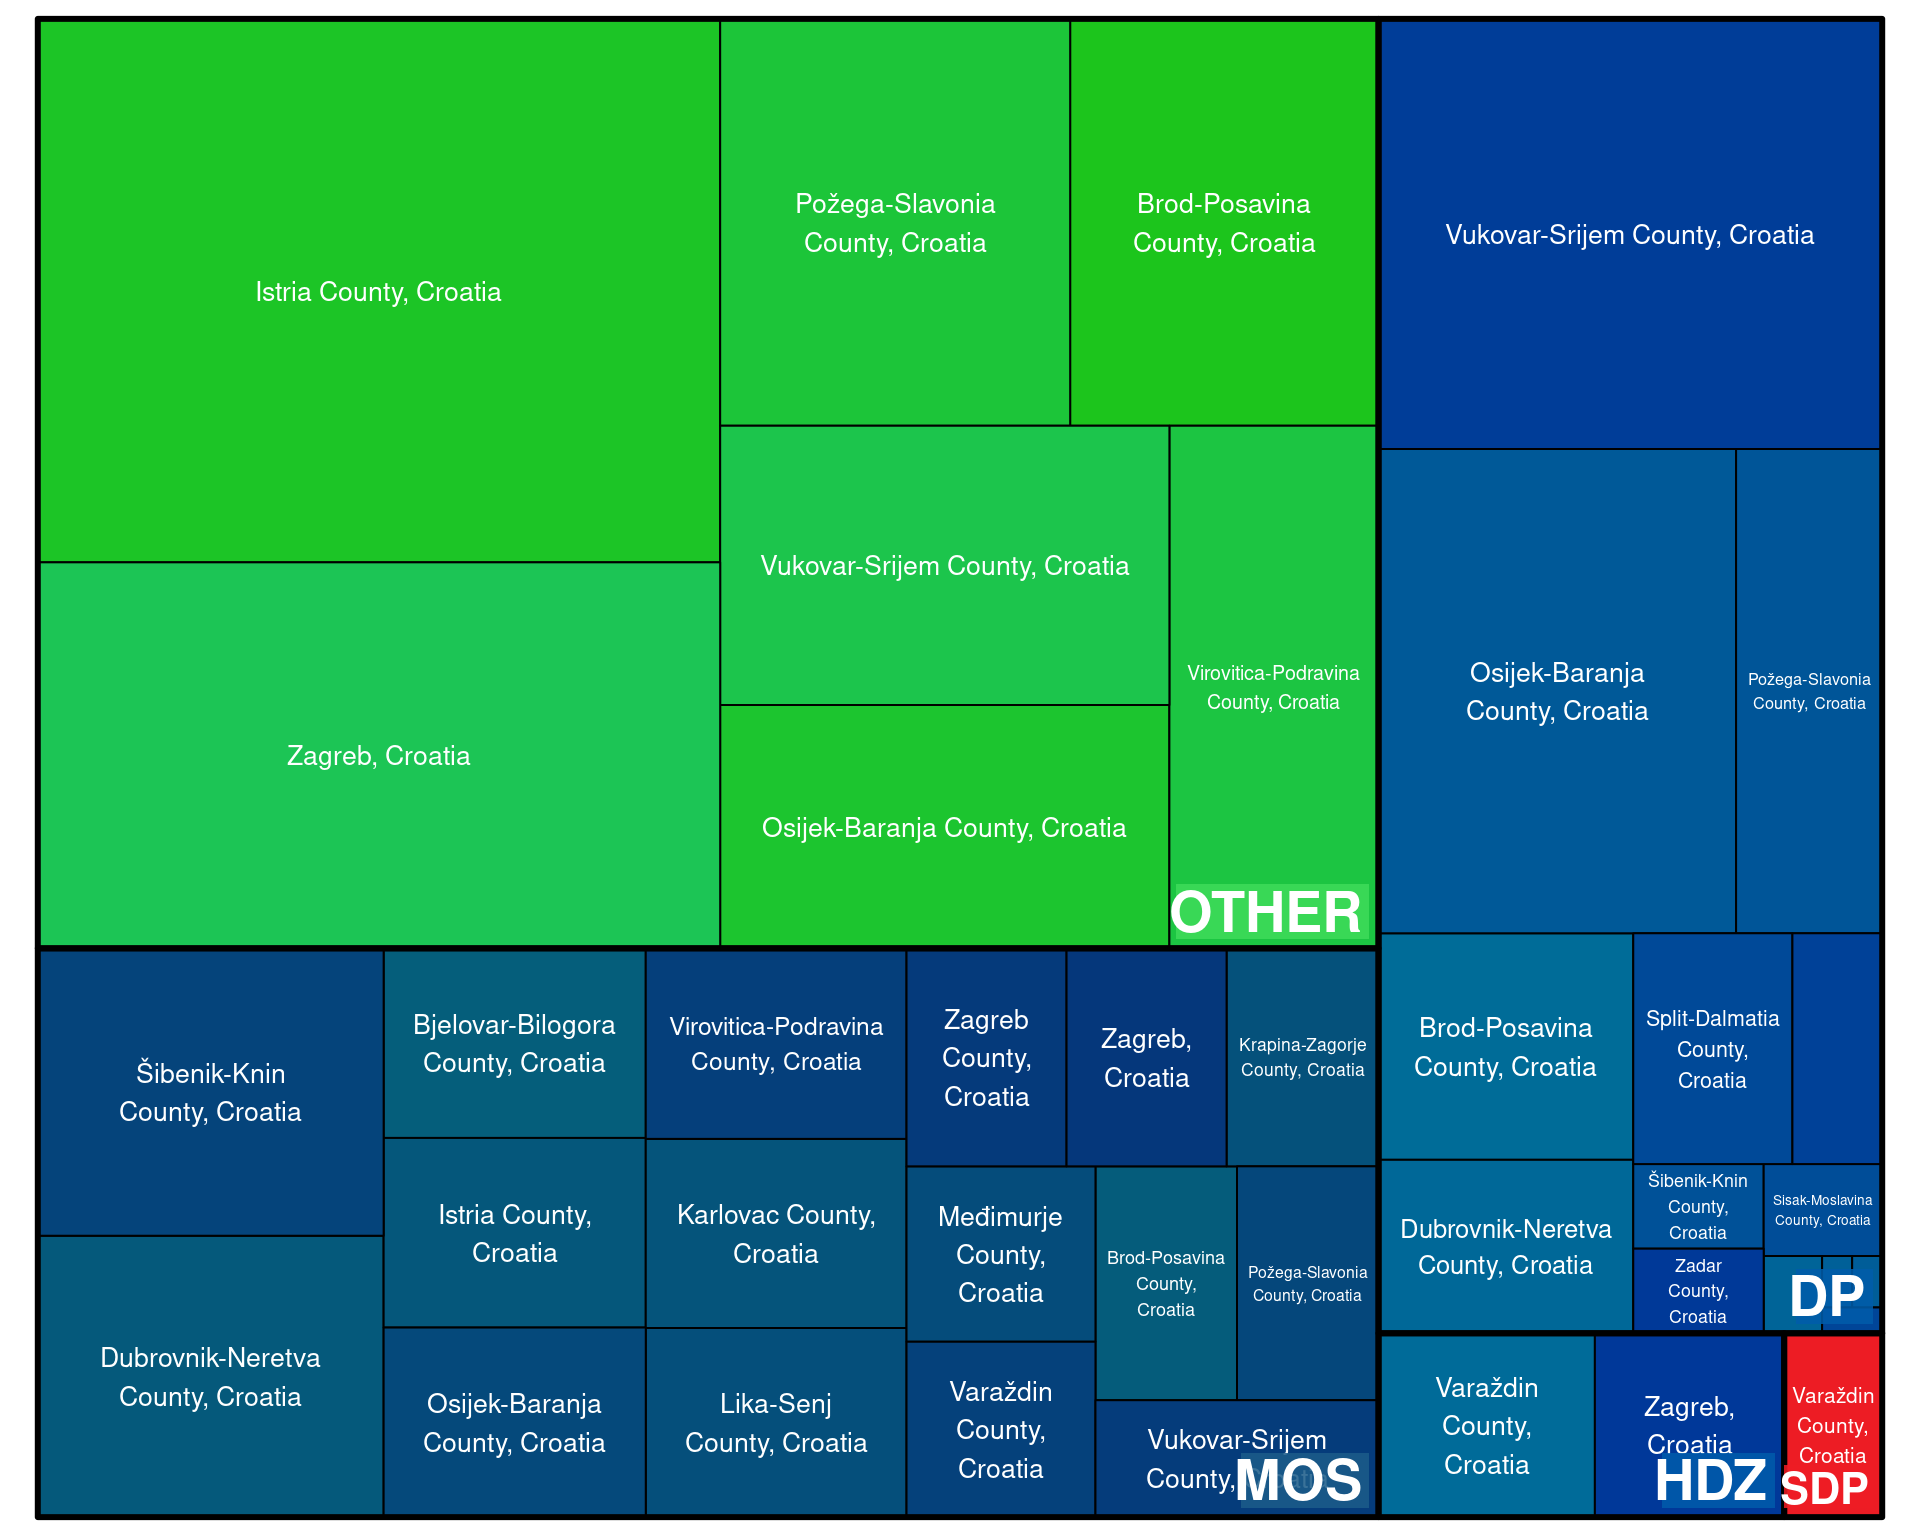 Istria County, Croatia
Zagreb, Croatia
Požega-Slavonia
County, Croatia
Brod-Posavina
County, Croatia
Vukovar-Srijem County, Croatia
Osijek-Baranja County, Croatia
Virovitica-Podravina
County, Croatia
OTHER
Vukovar-Srijem County, Croatia
Osijek-Baranja
County, Croatia
Požega-Slavonia
County, Croatia
Brod-Posavina
County, Croatia
Dubrovnik-Neretva
County, Croatia
Split-Dalmatia
County,
Croatia
Šibenik-Knin
County,
Croatia
Zadar
County,
Croatia
Sisak-Moslavina
County, Croatia
DP
Šibenik-Knin
County, Croatia
Dubrovnik-Neretva
County, Croatia
Bjelovar-Bilogora
County, Croatia
Istria County,
Croatia
Osijek-Baranja
County, Croatia
Virovitica-Podravina
County, Croatia
Karlovac County,
Croatia
Lika-Senj
County, Croatia
Zagreb
County,
Croatia
Zagreb,
Croatia
Krapina-Zagorje
County, Croatia
Međimurje
County,
Croatia
Varaždin
County,
Croatia
Brod-Posavina
County,
Croatia
Požega-Slavonia
County, Croatia
Vukovar-Srijem
County,
MOS
Varaždin
County,
Croatia
Zagreb,
Croatia
HDZ
Varaždin
County,
Croatia
SDP